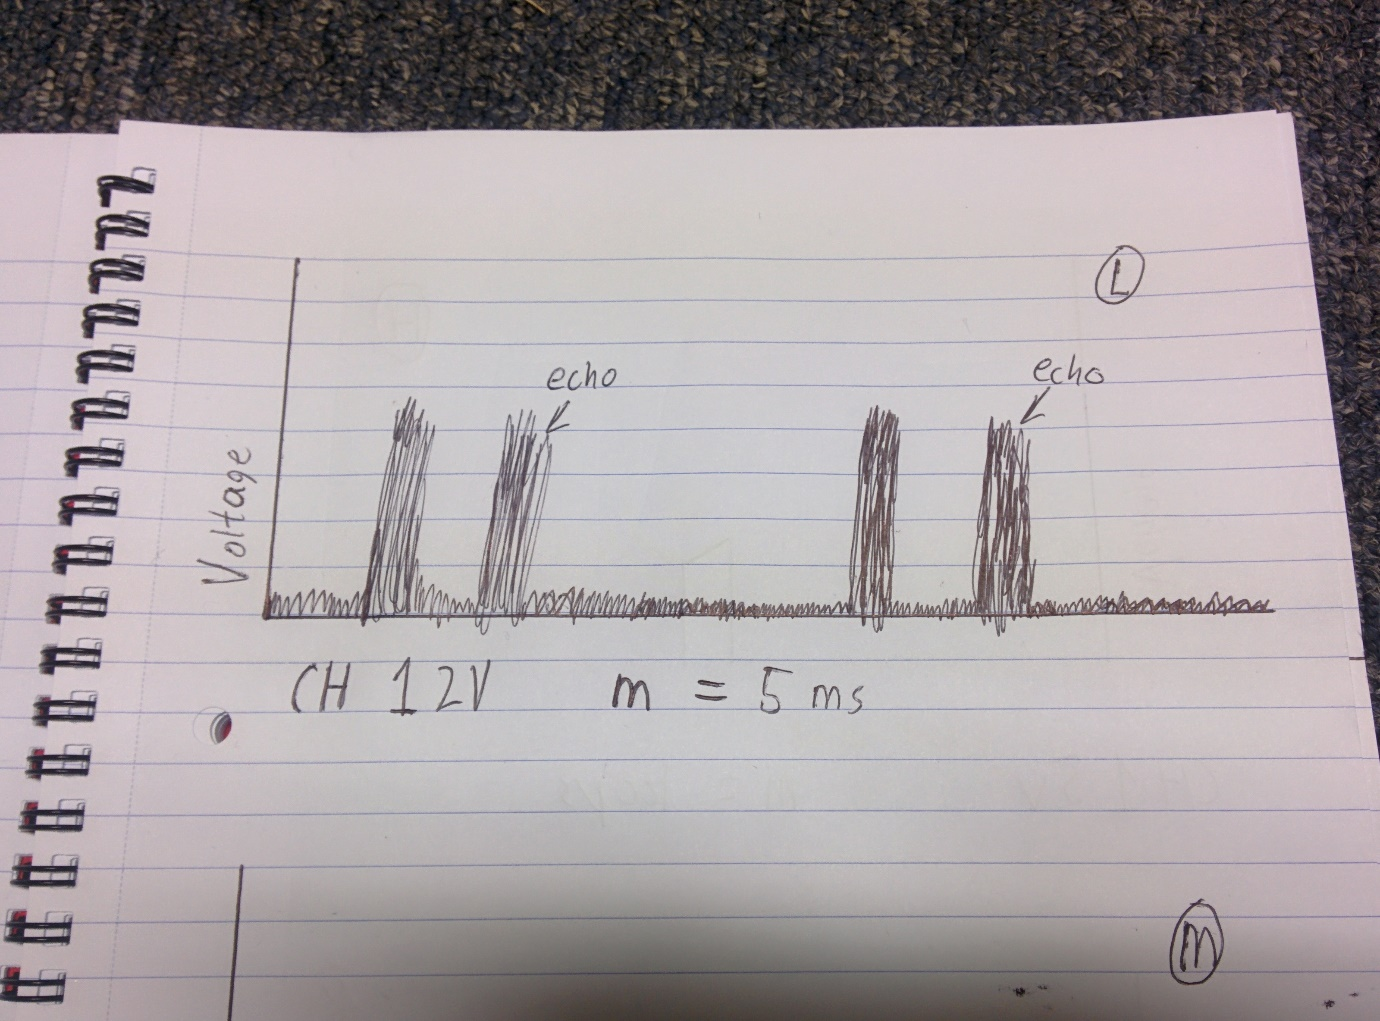 L
echo
echo
Voltage
CH 1 2V m = 5 ms
m